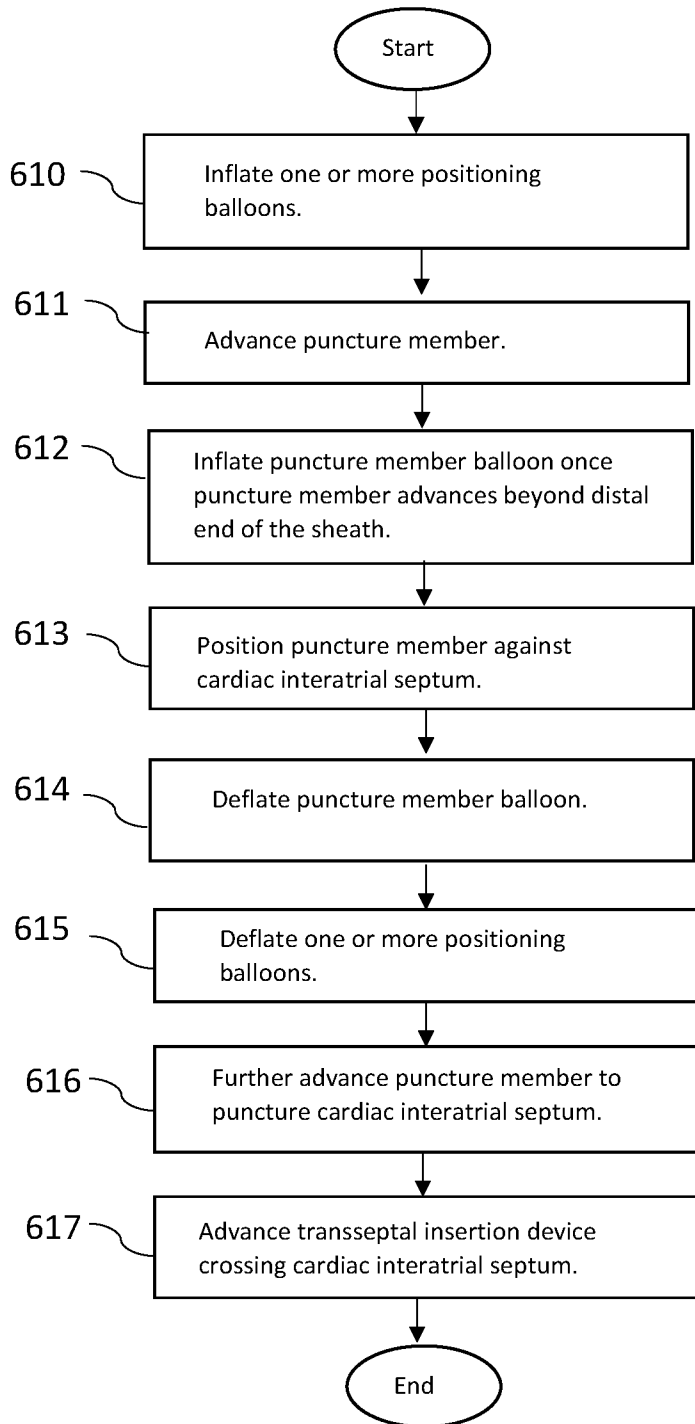 Start
610
Inflate one or more positioning
balloons.
611
Advance puncture member.
612
Inflate puncture member balloon once
puncture member advances beyond distal
end of the sheath.
613
Position puncture member against
cardiac interatrial septum.
614
Deflate puncture member balloon.
615
Deflate one or more positioning
balloons.
616
Further advance puncture member to
puncture cardiac interatrial septum.
617
Advance transseptal insertion device
crossing cardiac interatrial septum.
End